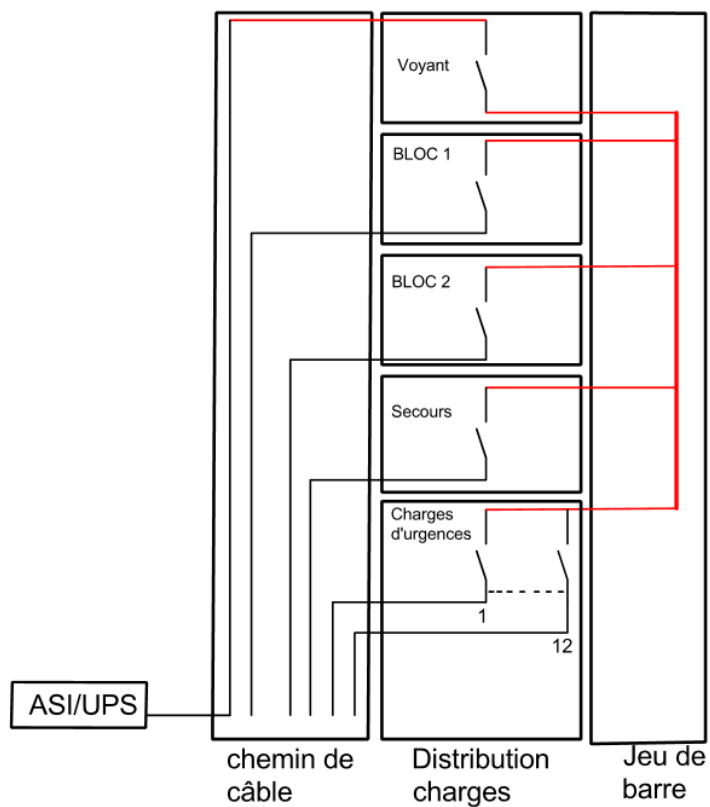 Voyant
BLOC 1
BLOC 2
Secours
Charges
d'urgences
1
12
ASI/UPS
chemin de
câble
Distribution
charges
Jeu de
barre